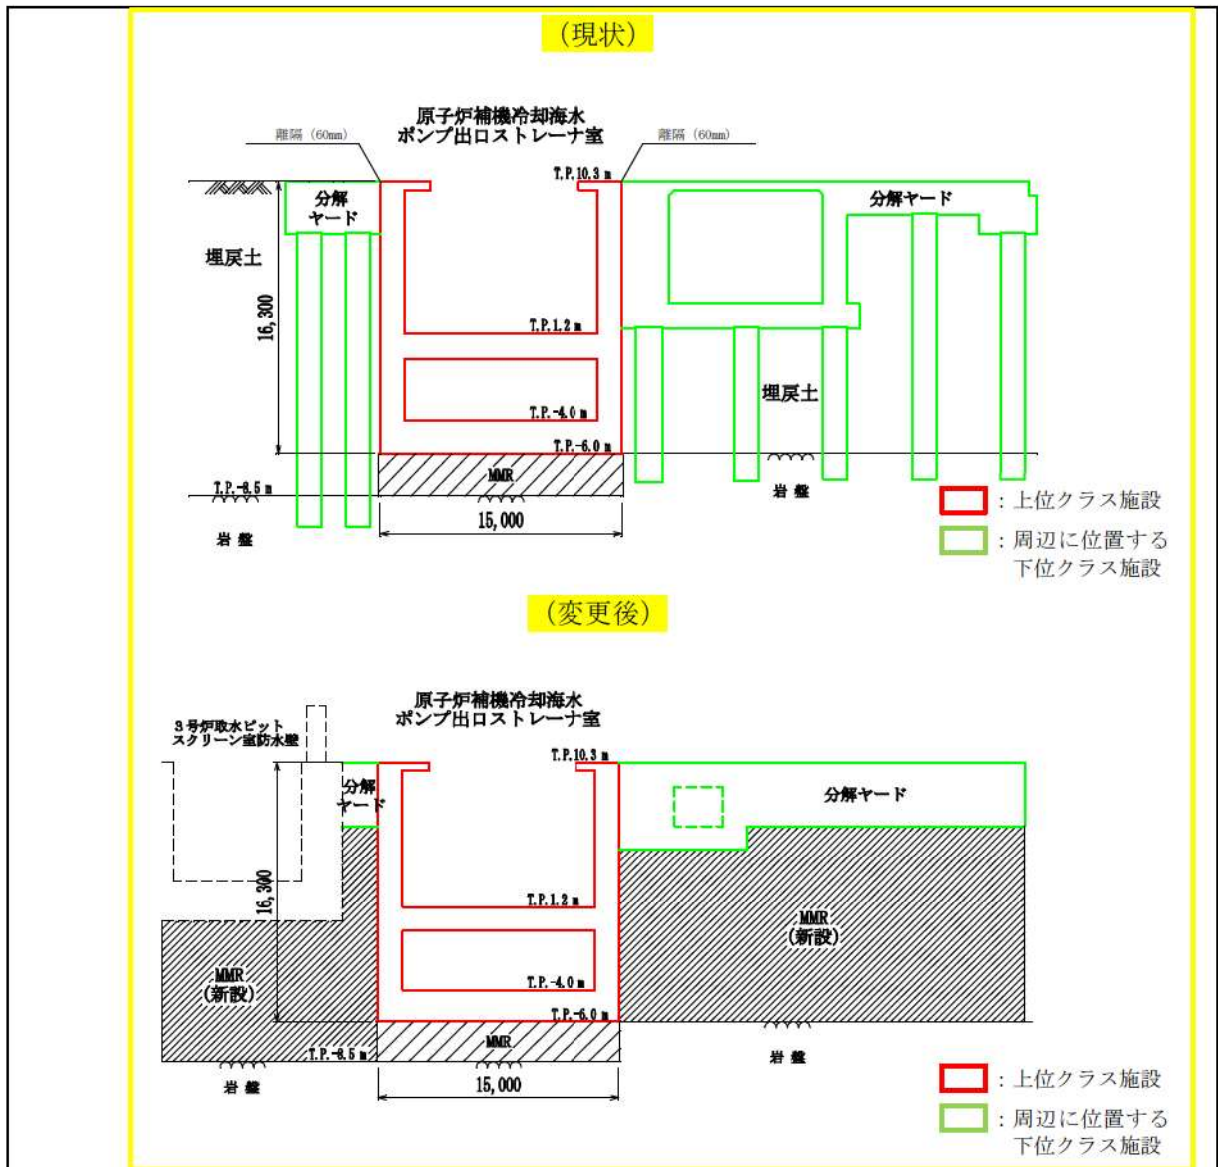 （現状）
原子炉補機冷却海水
ポンプ出口ストレーナ室
離隔（60mm）
離隔（60mm）
T.P.10.3 m
分解
ヤード
分解ヤード
埋戻土
16,300
T.P.1.2 m
埋戻土
T.P.-4.0 m
T.P.-6.0 m
MMR
T.P.-8.5 m
岩盤
15,000
岩盤
：上位クラス施設
：周辺に位置する
下位クラス施設
（変更後）
原子炉補機冷却海水
ポンプ出口ストレーナ室
3号炉取水ピット
スクリーン室防水壁
T.P.10.3 m
分解
ヤード
分解ヤード
16,300
T.P.1.2 m
MMR
（新設）
MMR
（新設）
T.P.-4.0 m
T.P.-6.0 m
MMR
T.P.-8.5 m
岩盤
15,000
岩盤
：上位クラス施設
：周辺に位置する
下位クラス施設